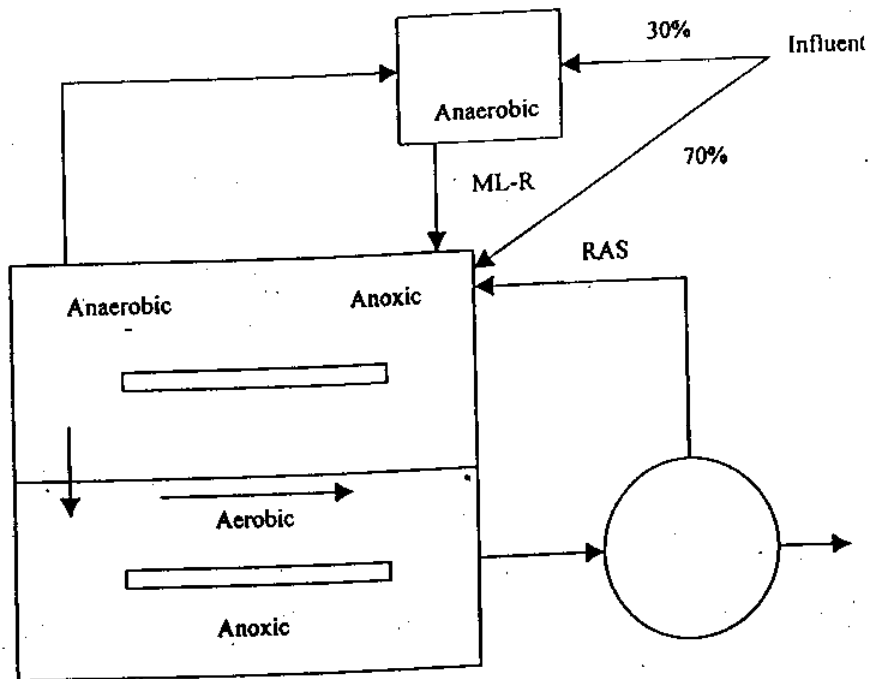 30%
Influent
Anaerobic
70%
ML-R
RAS
Anaerobic
Anoxic
Aerobic
Anoxic